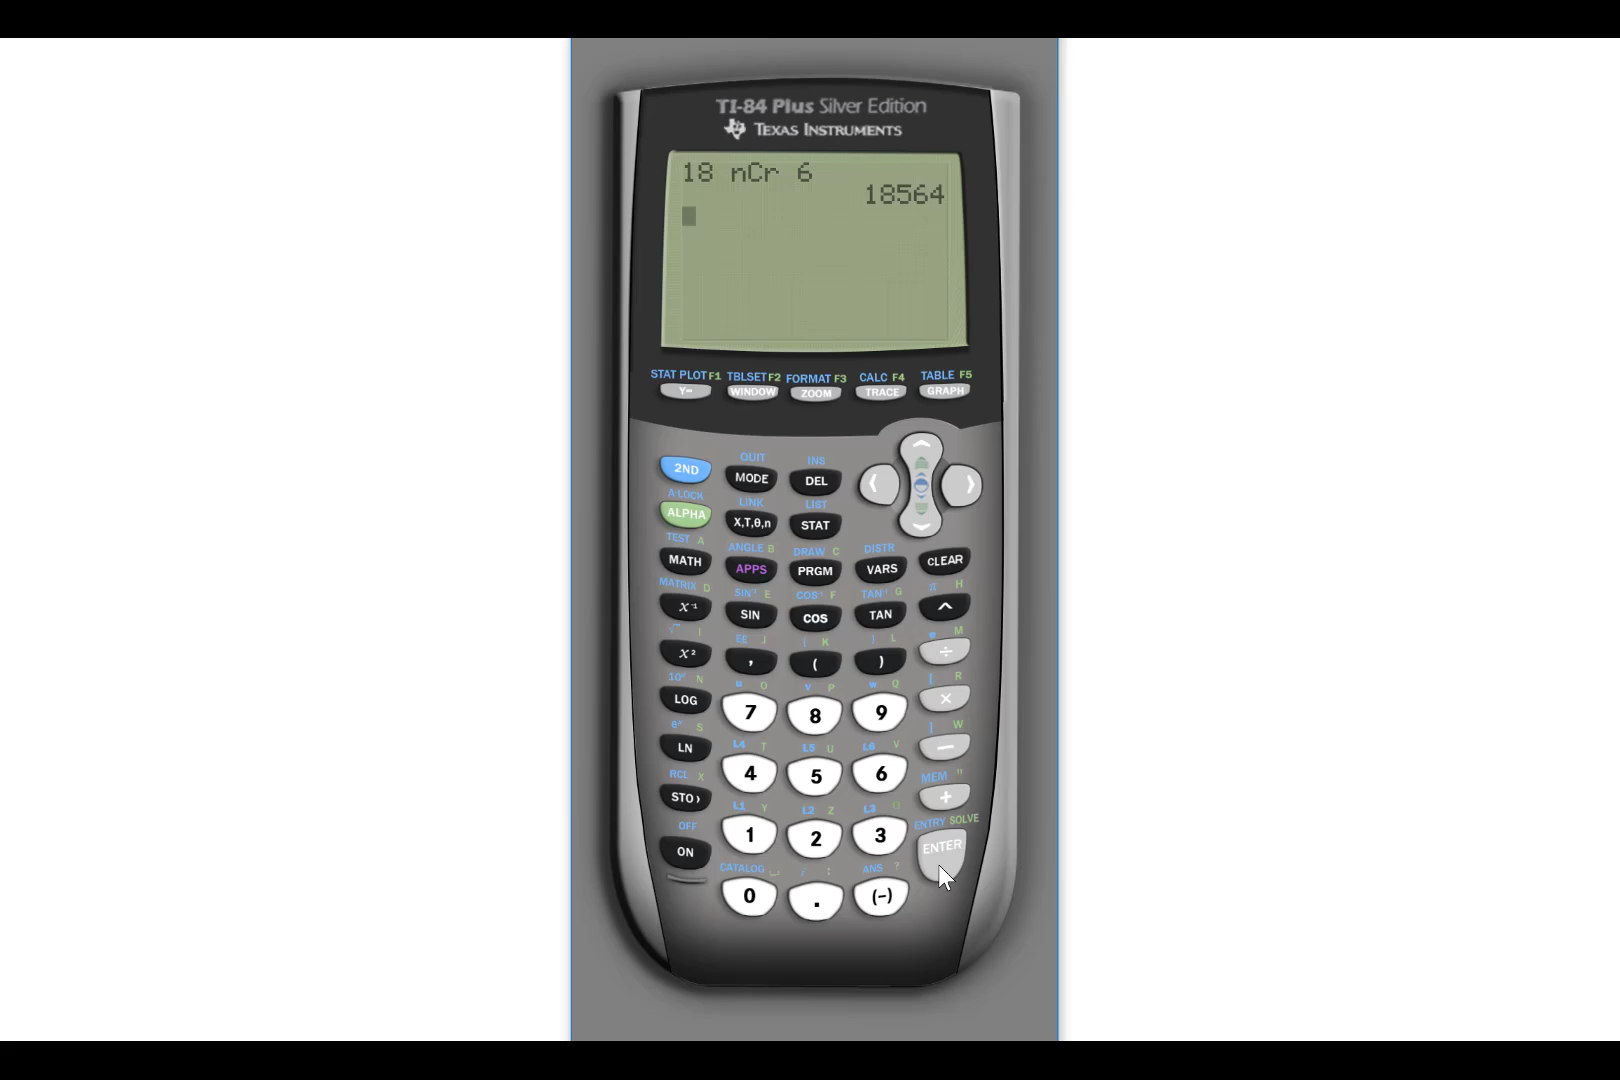 TI-84 Plus Silver Edition
TEXAS INSTRUMENTS
18 nCr 6
18564
STAT PLOT F1 TBLSET F2 FORMAT F3 CALC F4 TABLE F5
Y= WINDOW ZOOM TRACE GRAPH
QUIT INS
2ND MODE DEL
A-LOCK LINK LIST
ALPHA X,T,θ,n STAT
TEST A ANGLE B DRAW C DISTR
MATH APPS PRGM VARS CLEAR
MATRIX D SIN⁻¹ E COS⁻¹ F TAN⁻¹ G π H
x⁻¹ SIN COS TAN ^
√ I EE J { K } L e M
x² , ( ) ÷
10ˣ N u O v P w Q [ R
LOG 7 8 9 ×
eˣ S L4 T L5 U L6 V ] W
LN 4 5 6 −
RCL X L1 Y L2 Z L3 θ MEM "
STO› 1 2 3 +
OFF ENTRY SOLVE
ON ENTER
CATALOG i : ANS ?
0 . (-)